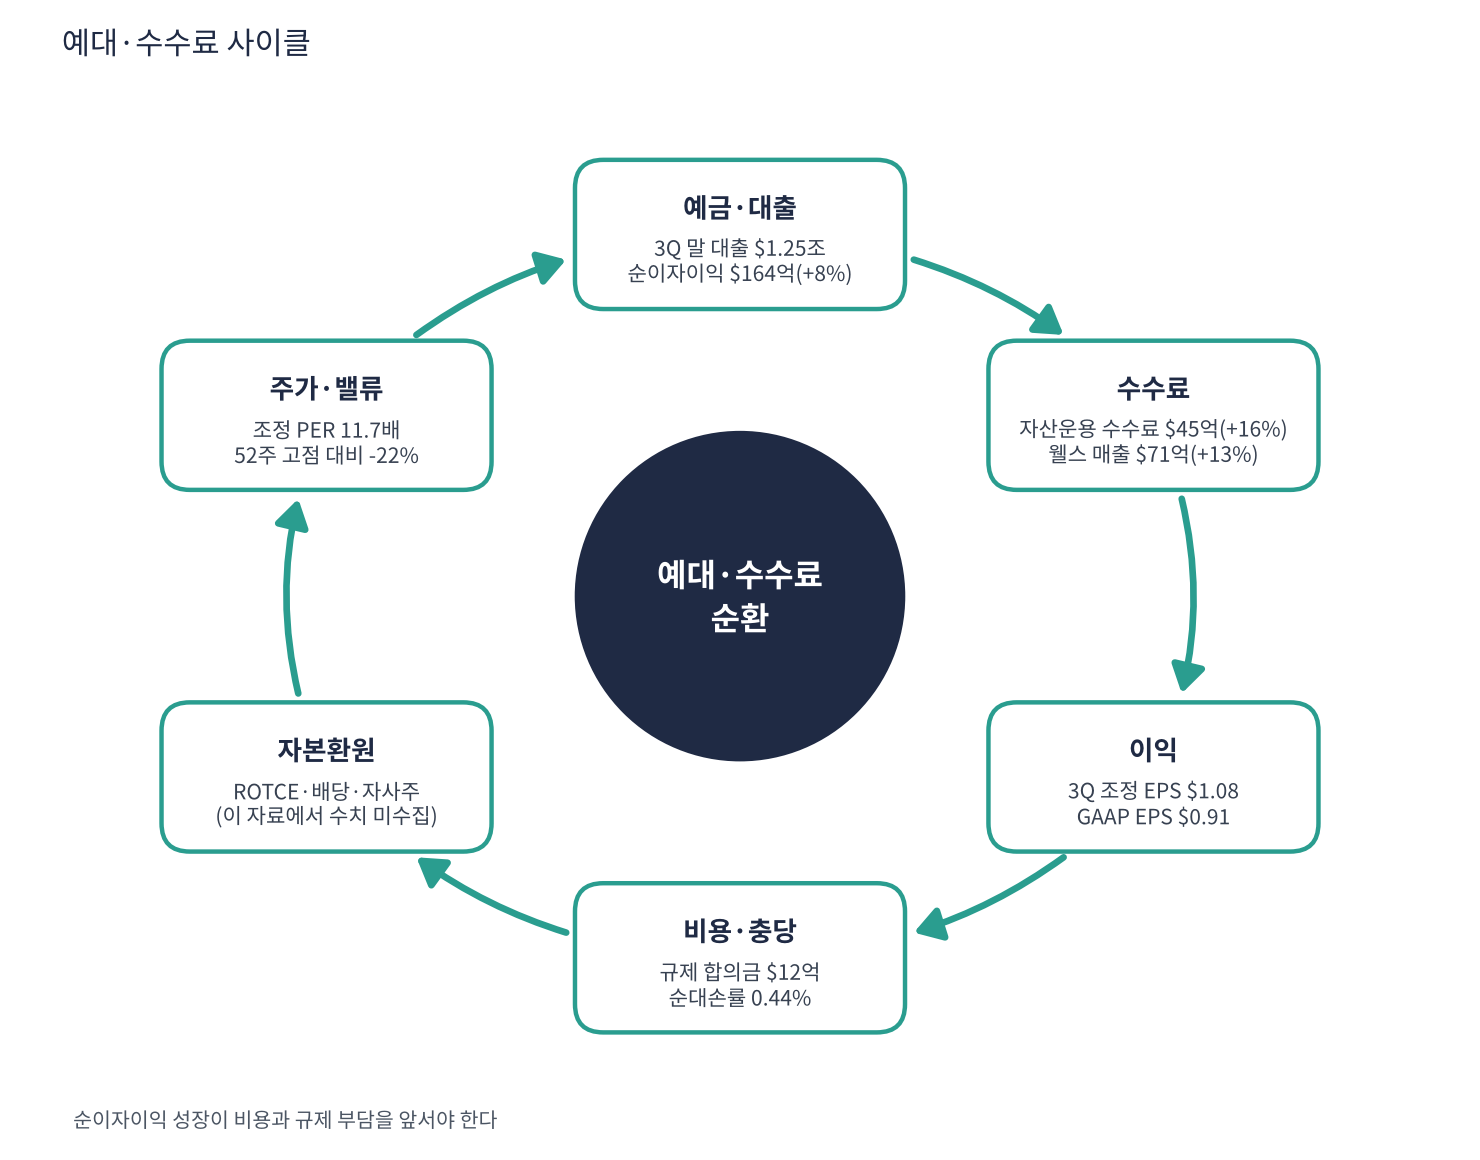 예대·수수료 사이클
예금·대출
3Q 말 대출 $1.25조
순이자이익 $164억(+8%)
수수료
자산운용 수수료 $45억(+16%)
웰스 매출 $71억(+13%)
이익
3Q 조정 EPS $1.08
GAAP EPS $0.91
비용·충당
규제 합의금 $12억
순대손률 0.44%
자본환원
ROTCE·배당·자사주
(이 자료에서 수치 미수집)
주가·밸류
조정 PER 11.7배
52주 고점 대비 -22%
예대·수수료
순환
순이자이익 성장이 비용과 규제 부담을 앞서야 한다